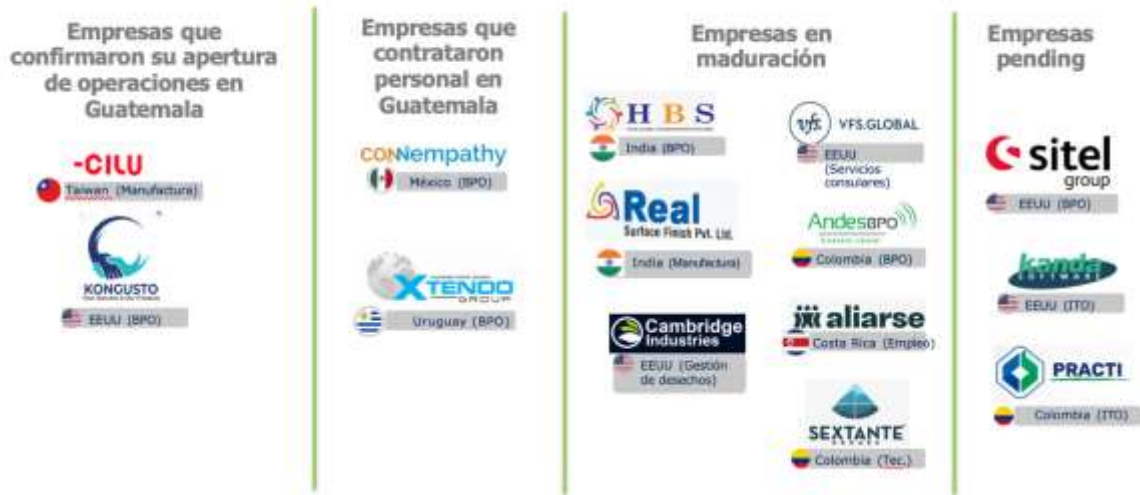 Empresas que
confirmaron su apertura
de operaciones en
Guatemala
-CILU
Taiwan (Manufactura)
KONGUSTO
EEUU (BPO)
Empresas que
contrataron
personal en
Guatemala
CONNempathy
México (BPO)
XTENDO
GROUP
Uruguay (BPO)
Empresas en
maduración
HBS
India (BPO)
Real
Surface Finish Pvt. Ltd.
India (Manufactura)
Cambridge
Industries
EEUU (Gestión
de desechos)
vfs. VFS.GLOBAL
EEUU
(Servicios
consulares)
AndesBPO
Colombia (BPO)
aliarse
Costa Rica (Empleo)
SEXTANTE
Colombia (Tec.)
Empresas
pending
sitel
group
EEUU (BPO)
kanda
SOFTWARE
EEUU (ITO)
PRACTI
Colombia (ITO)